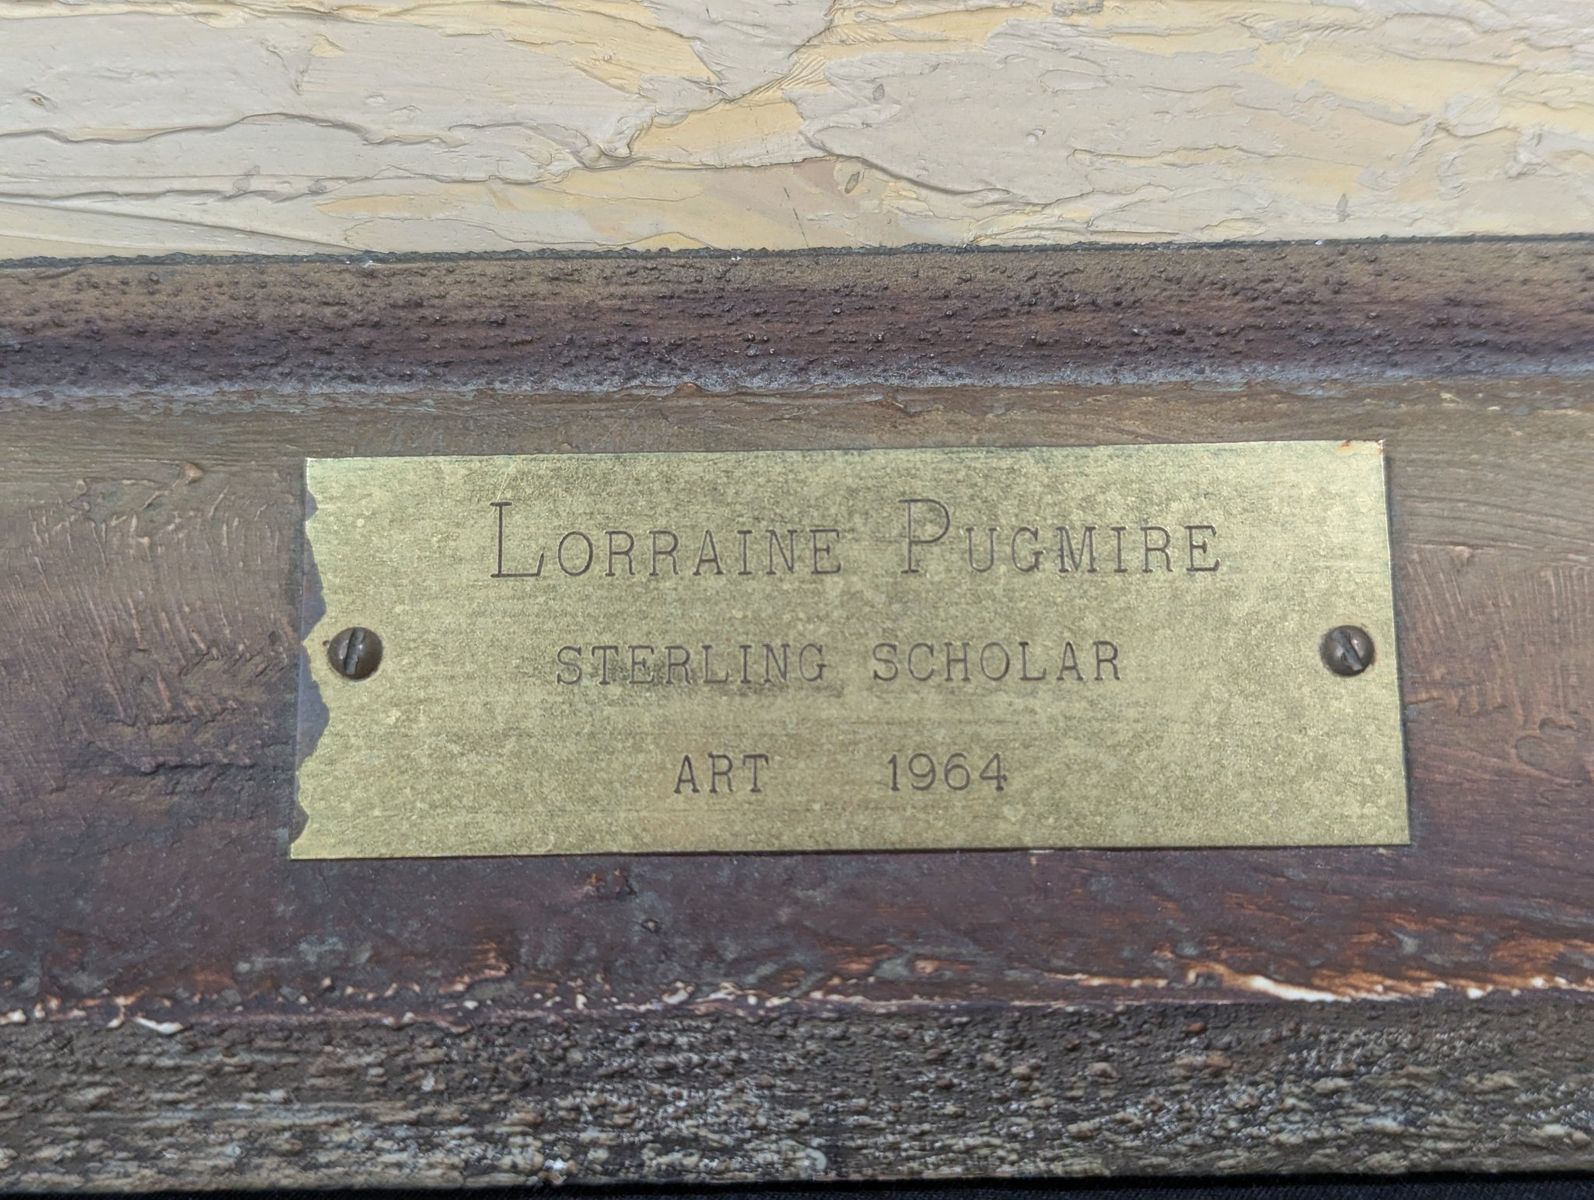 LORRAINE PUGMIRE
STERLING SCHOLAR
ART 1964